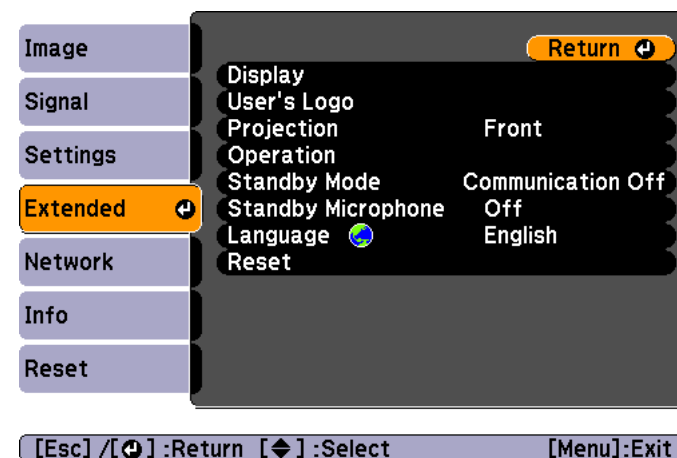 Image
Signal
Settings
Extended
Network
Info
Reset
Return
Display
User's Logo
Projection Front
Operation
Standby Mode Communication Off
Standby Microphone Off
Language English
Reset
[Esc] /[ ] :Return [ ] :Select [Menu]:Exit